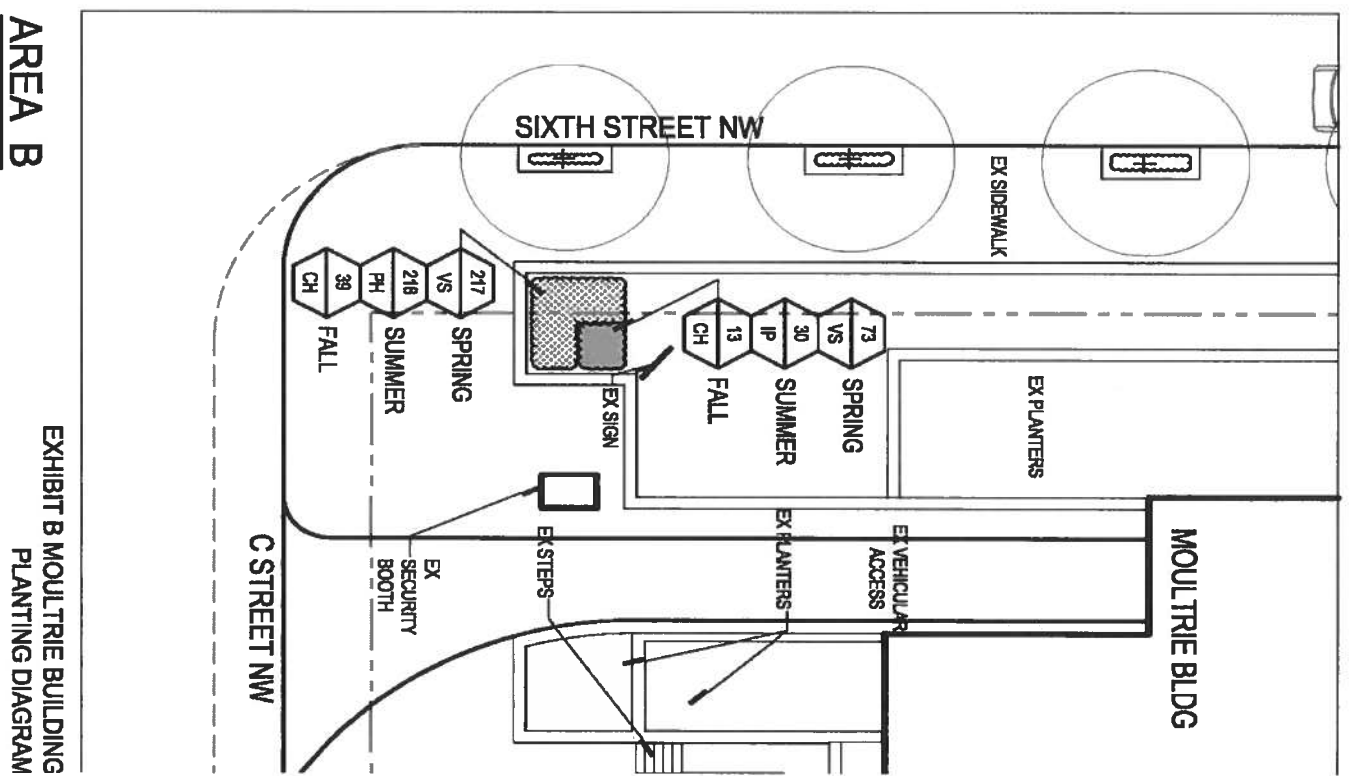 MOULTRIE BLDG
EX PLANTERS
EX SIDEWALK
EX VEHICULAR
ACCESS
73
VS
SPRING
30
IP
SUMMER
EX PLANTERS
13
CH
FALL
SIXTH STREET NW
EX SIGN
EX STEPS
217
VS
SPRING
216
PH
SUMMER
39
CH
FALL
EX
SECURITY
BOOTH
C STREET NW
EXHIBIT B MOULTRIE BUILDING
PLANTING DIAGRAM
AREA B